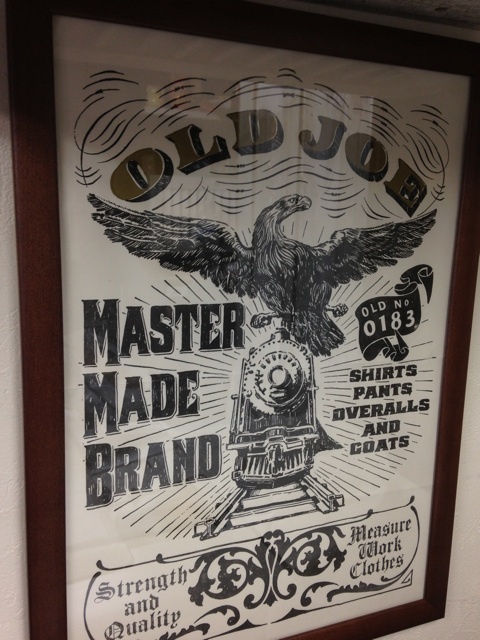 OLD JOE
MASTER
MADE
BRAND
OLD No
0183
SHIRTS
PANTS
OVERALLS
AND
COATS
Strength
and
Quality
Measure
Work
Clothes